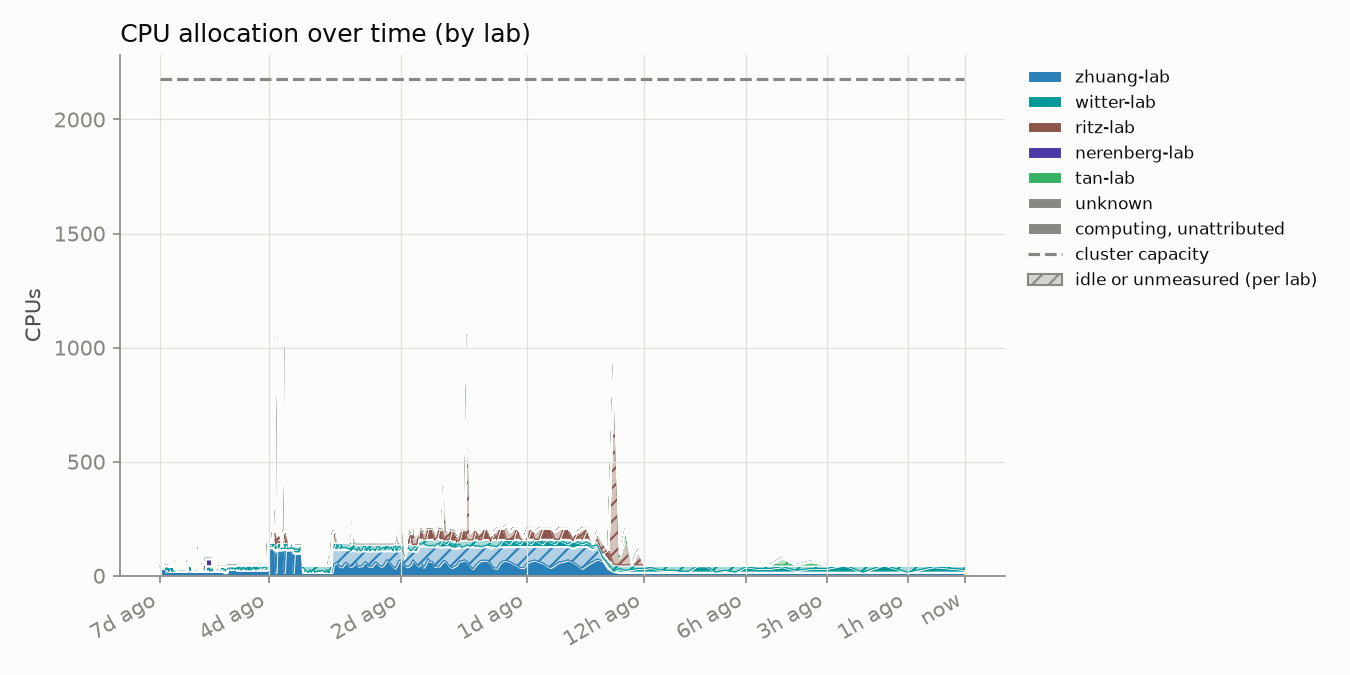 CPU allocation over time (by lab)
CPUs
2000
1500
1000
500
0
7d ago
4d ago
2d ago
1d ago
12h ago
6h ago
3h ago
1h ago
now
zhuang-lab
witter-lab
ritz-lab
nerenberg-lab
tan-lab
unknown
computing, unattributed
cluster capacity
idle or unmeasured (per lab)